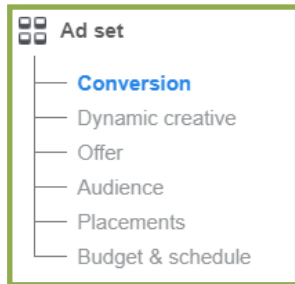 Ad set
Conversion
Dynamic creative
Offer
Audience
Placements
Budget & schedule